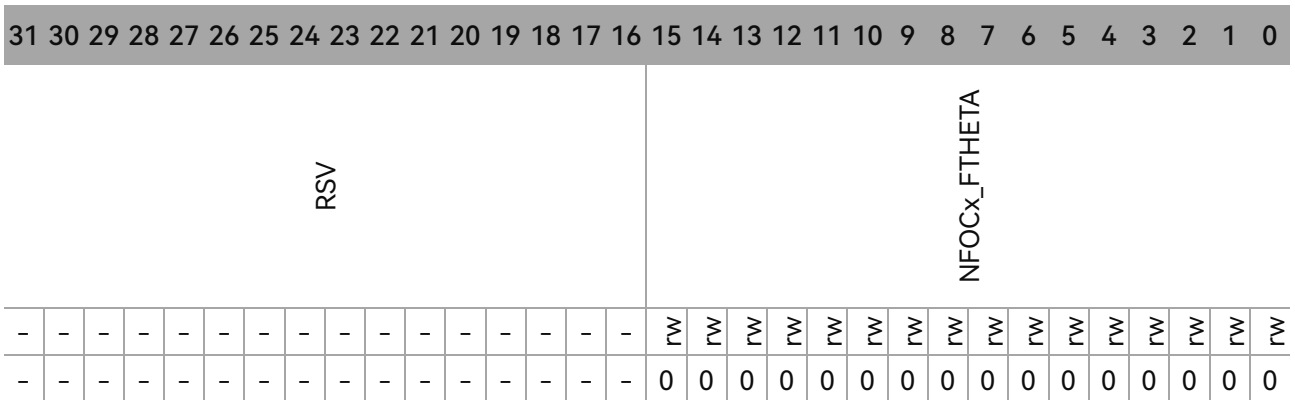 31 30 29 28 27 26 25 24 23 22 21 20 19 18 17 16 15 14 13 12 11 10 9 8 7 6 5 4 3 2 1 0
RSV NFOCx_FTHETA
– – – – – – – – – – – – – – – – rw rw rw rw rw rw rw rw rw rw rw rw rw rw rw rw
– – – – – – – – – – – – – – – – 0 0 0 0 0 0 0 0 0 0 0 0 0 0 0 0